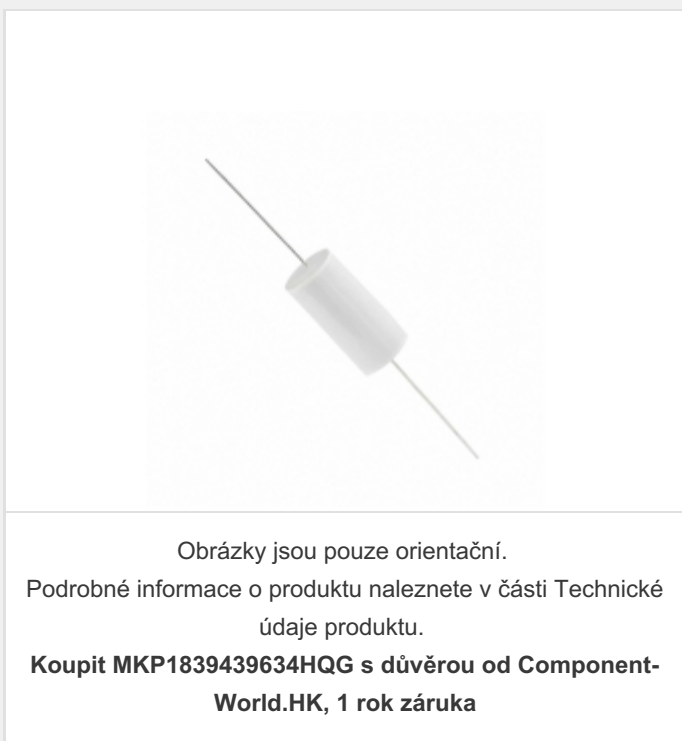 Obrázky jsou pouze orientační.
Podrobné informace o produktu naleznete v části Technické
údaje produktu.
Koupit MKP1839439634HQG s důvěrou od Component-
World.HK, 1 rok záruka